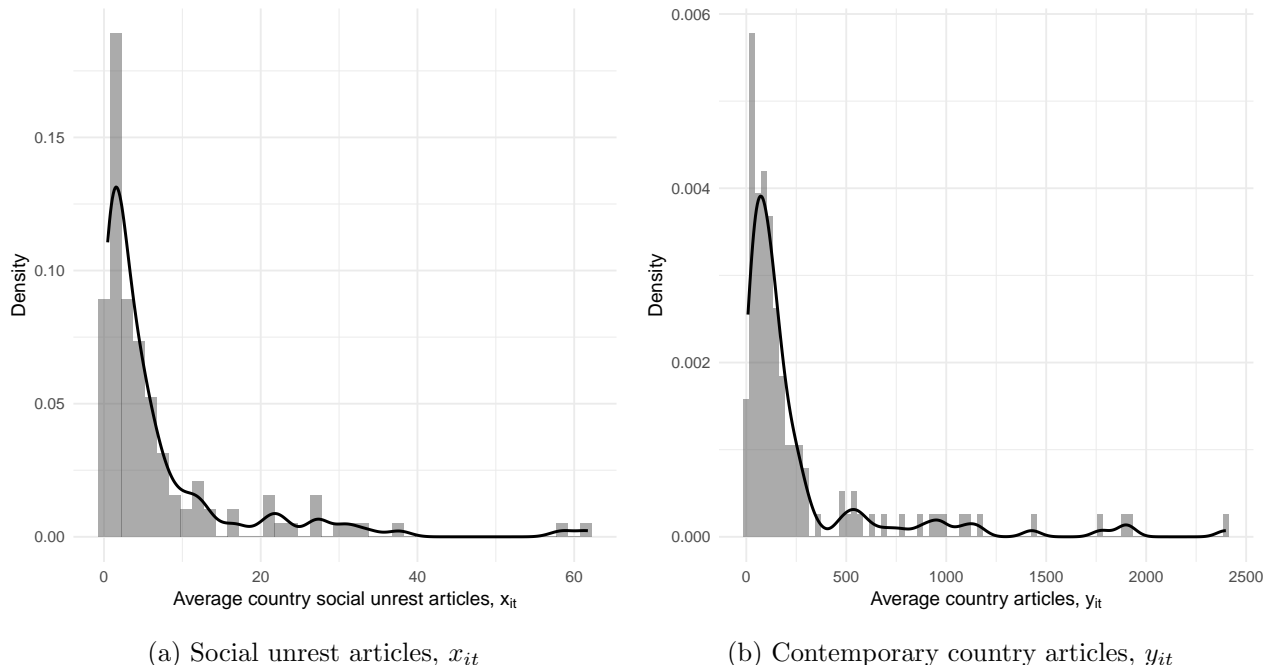 0.15
0.10
0.05
0.00
Density
0 20 40 60
Average country social unrest articles, x_it
(a) Social unrest articles, x_it
0.006
0.004
0.002
0.000
Density
0 500 1000 1500 2000 2500
Average country articles, y_it
(b) Contemporary country articles, y_it